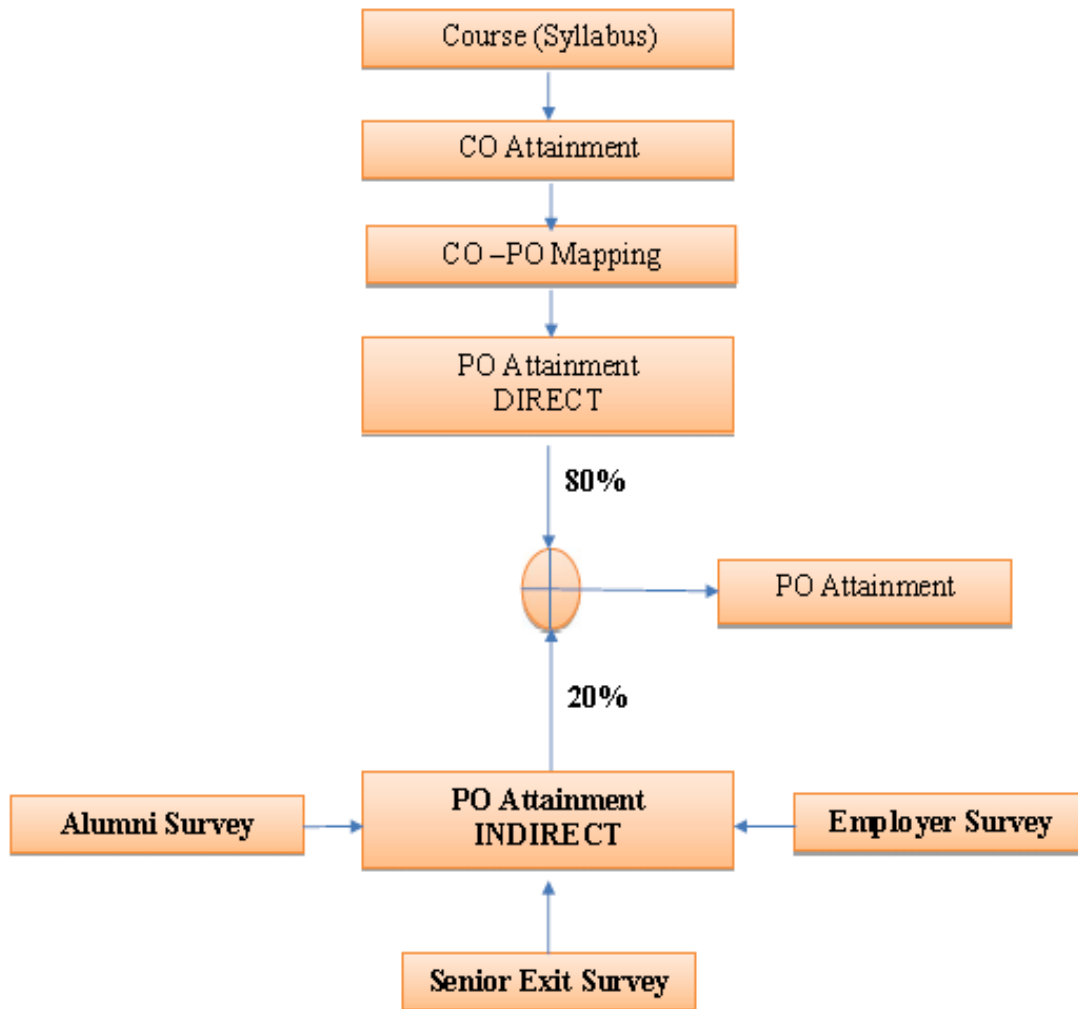 Course (Syllabus)
CO Attainment
CO –PO Mapping
PO Attainment
DIRECT
80%
PO Attainment
20%
PO Attainment
INDIRECT
Alumni Survey
Employer Survey
Senior Exit Survey